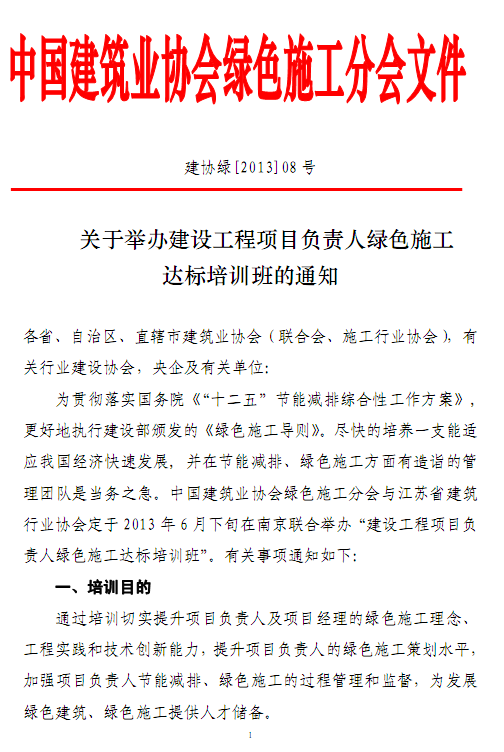 中国建筑业协会绿色施工分会文件
建协绿[2013]08号
关于举办建设工程项目负责人绿色施工
达标培训班的通知
各省、自治区、直辖市建筑业协会（联合会、施工行业协会），有
关行业建设协会，央企及有关单位：
为贯彻落实国务院《“十二五”节能减排综合性工作方案》，
更好地执行建设部颁发的《绿色施工导则》。尽快的培养一支能适
应我国经济快速发展，并在节能减排、绿色施工方面有造诣的管
理团队是当务之急。中国建筑业协会绿色施工分会与江苏省建筑
行业协会定于 2013 年 6 月下旬在南京联合举办“建设工程项目负
责人绿色施工达标培训班”。有关事项通知如下：
一、培训目的
通过培训切实提升项目负责人及项目经理的绿色施工理念、
工程实践和技术创新能力，提升项目负责人的绿色施工策划水平，
加强项目负责人节能减排、绿色施工的过程管理和监督，为发展
绿色建筑、绿色施工提供人才储备。
1